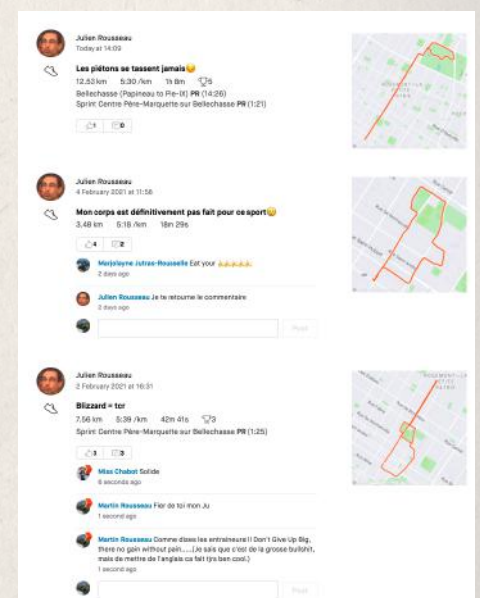 Julien Rousseau
Today at 14:09
Les piétons se tassent jamais😔
12,53 km 5:30 /km 1h 8m 5
Bellechasse (Papineau to Pie-IX) PR (14:26)
Sprint Centre Père-Marquette sur Bellechasse PR (1:21)
1 0
Julien Rousseau
4 February 2021 at 11:58
Mon corps est définitivement pas fait pour ce sport😔
3,48 km 5:18 /km 18m 29s
4 2
Marjolayne Jutras-Rousselle Eat your 🍌🍌🍌🍌🍌
2 days ago
Julien Rousseau Je te retourne le commentaire
2 days ago
Post
Julien Rousseau
2 February 2021 at 16:31
Blizzard = tcr
7,56 km 5:39 /km 42m 41s 3
Sprint Centre Père-Marquette sur Bellechasse PR (1:25)
3 3
Chabot Solide
6 seconds ago
Martin Rousseau Fier de toi mon Ju
1 second ago
Martin Rousseau Comme dises les entraineurs!! Don't Give Up Big,
there no gain without pain.....(Je sais que c'est de la grosse bullshit,
mais de mettre de l'anglais ca fait tjrs ben cool.)
1 second ago
Post